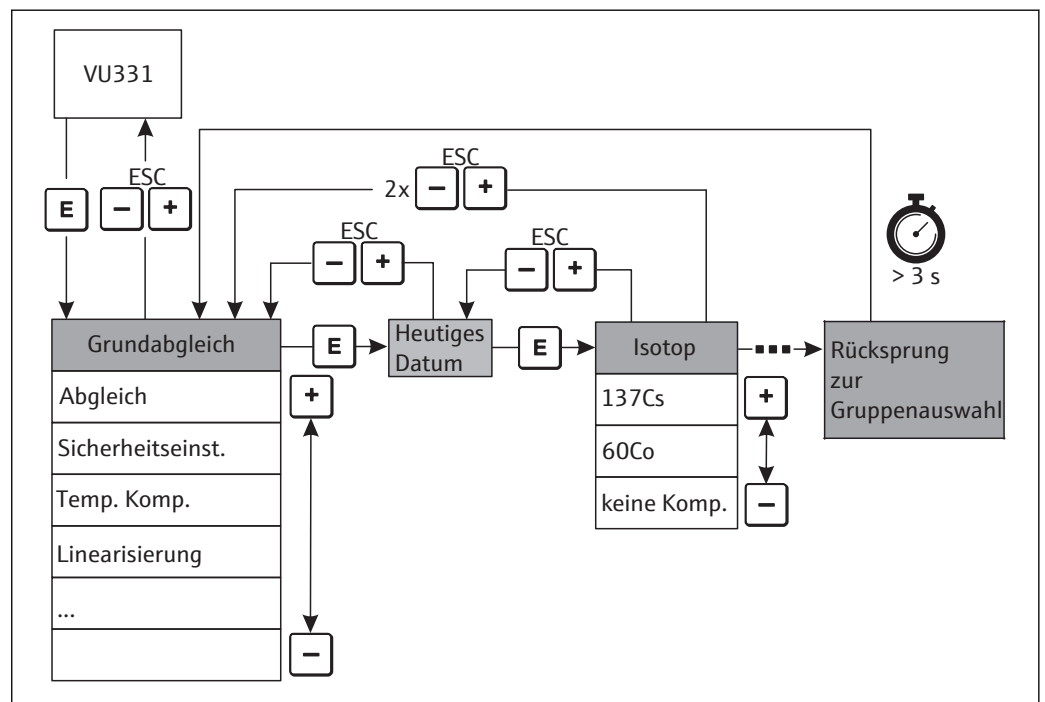 VU331
E
ESC
− +
ESC
2x − +
ESC
− +
ESC
− +
> 3 s
Grundabgleich
E
Heutiges
Datum
E
Isotop
Rücksprung
zur
Gruppenauswahl
Abgleich
Sicherheitseinst.
Temp. Komp.
Linearisierung
...
+
−
137Cs
60Co
keine Komp.
+
−